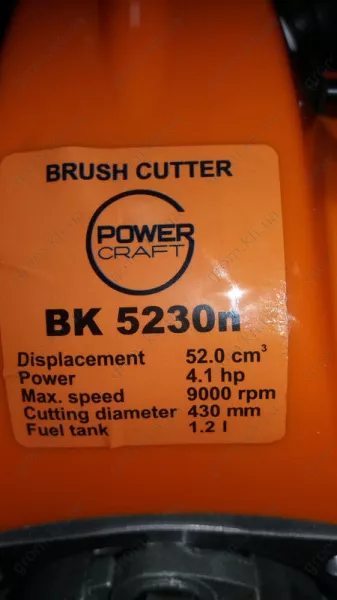 BRUSH CUTTER
POWER
CRAFT
BK 5230n
Displacement 52.0 cm³
Power 4.1 hp
Max. speed 9000 rpm
Cutting diameter 430 mm
Fuel tank 1.2 l